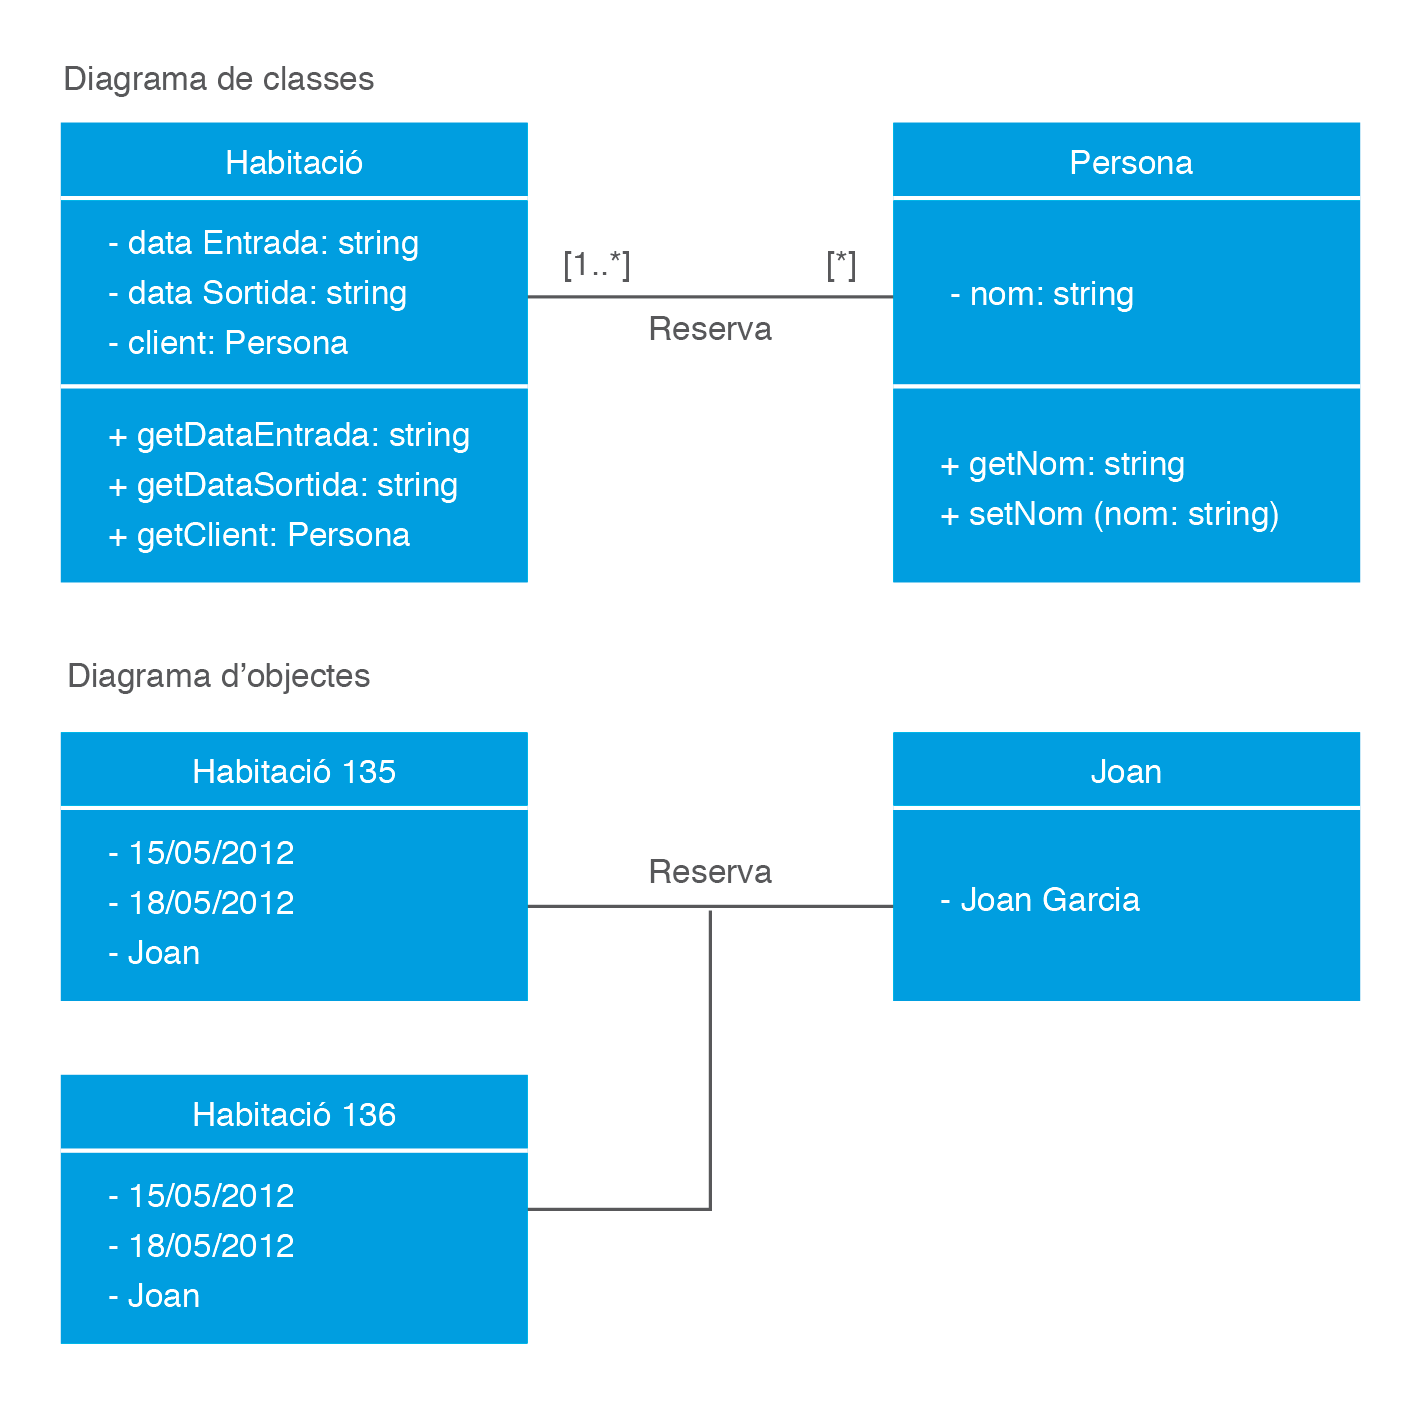 Diagrama de classes
Habitació
- data Entrada: string
- data Sortida: string
- client: Persona
+ getDataEntrada: string
+ getDataSortida: string
+ getClient: Persona
[1..*]
[*]
Reserva
Persona
- nom: string
+ getNom: string
+ setNom (nom: string)
Diagrama d’objectes
Habitació 135
- 15/05/2012
- 18/05/2012
- Joan
Reserva
Joan
- Joan Garcia
Habitació 136
- 15/05/2012
- 18/05/2012
- Joan